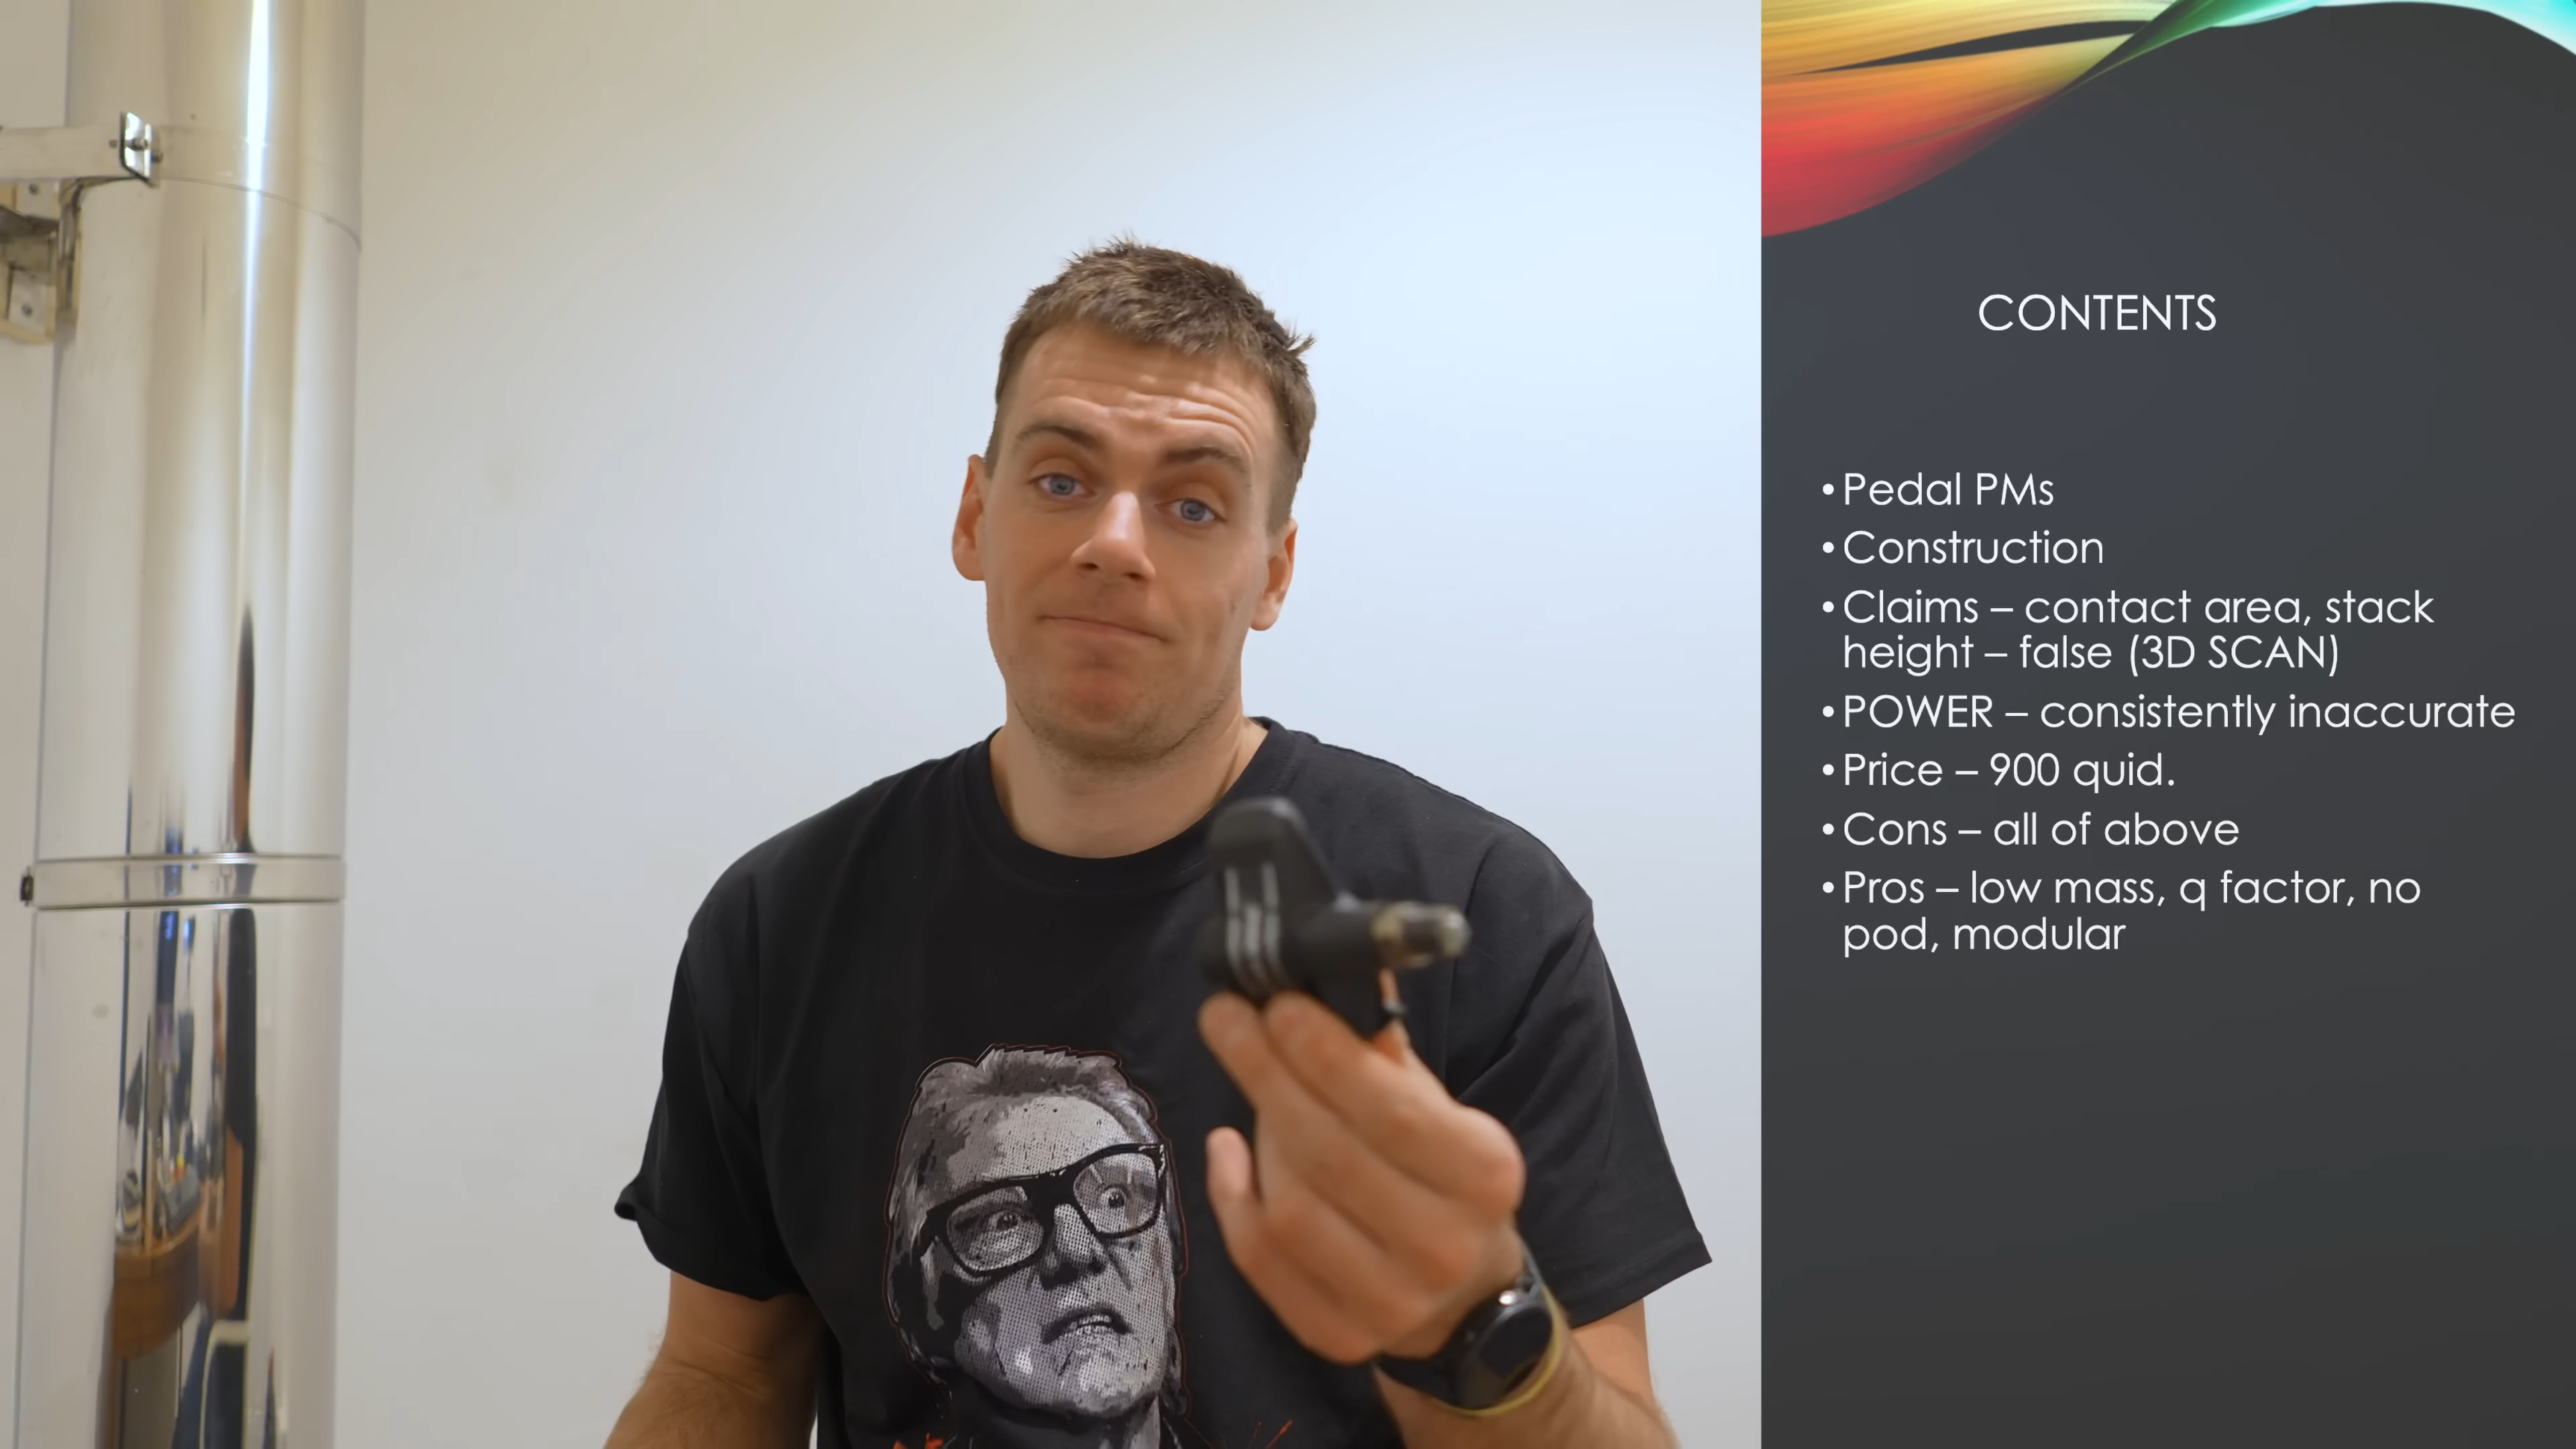 CONTENTS
• Pedal PMs
• Construction
• Claims – contact area, stack
height – false (3D SCAN)
• POWER – consistently inaccurate
• Price – 900 quid.
• Cons – all of above
• Pros – low mass, q factor, no
pod, modular